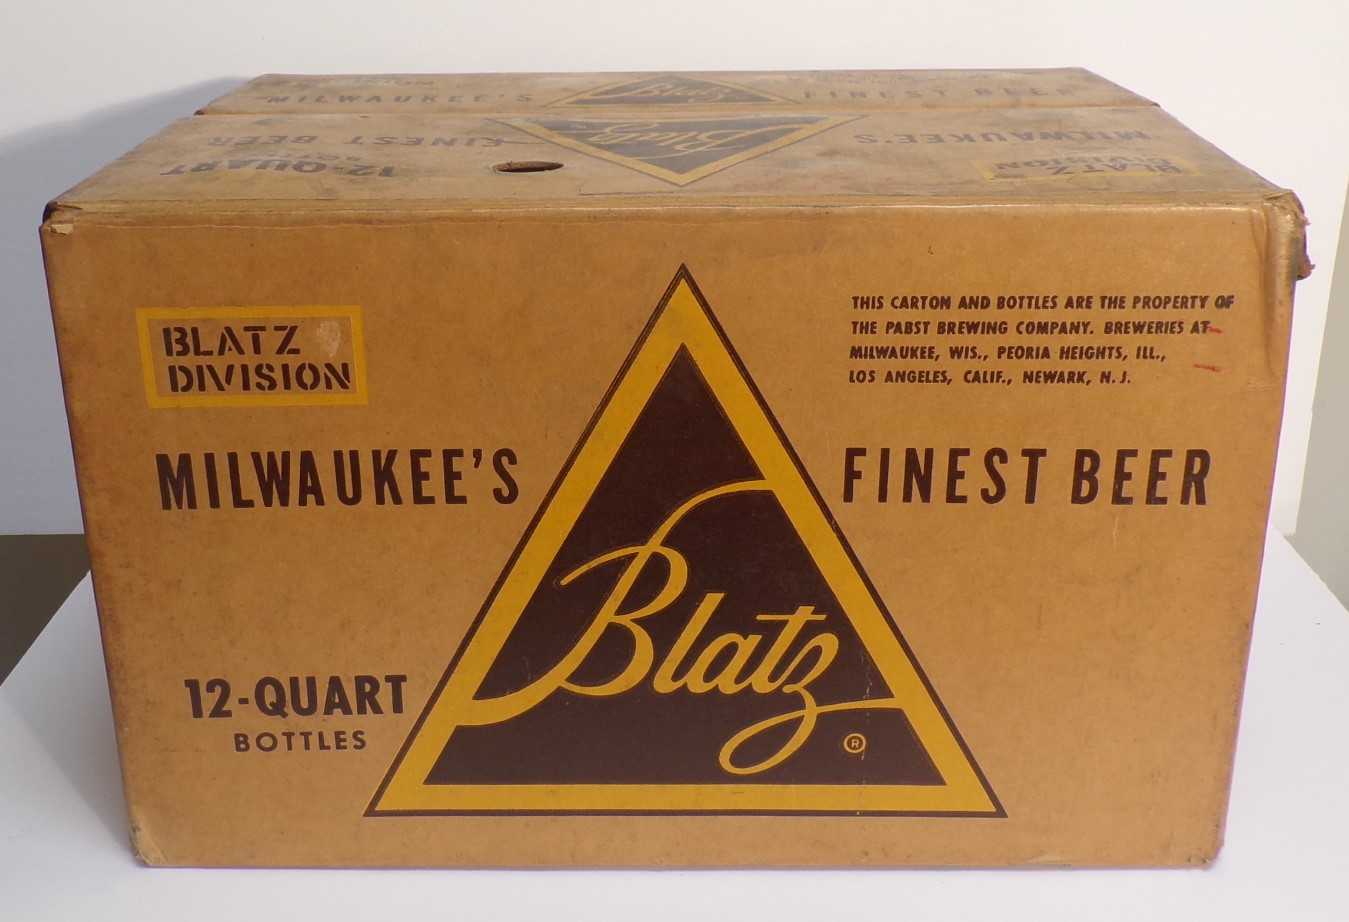 MILWAUKEE'S Blatz FINEST BEER
MILWAUKEE'S Blatz FINEST BEER
12-QUART
BLATZ
DIVISION
BLATZ
DIVISION
THIS CARTON AND BOTTLES ARE THE PROPERTY OF
THE PABST BREWING COMPANY. BREWERIES AT
MILWAUKEE, WIS., PEORIA HEIGHTS, ILL.,
LOS ANGELES, CALIF., NEWARK, N. J.
MILWAUKEE'S FINEST BEER
Blatz
®
12-QUART
BOTTLES